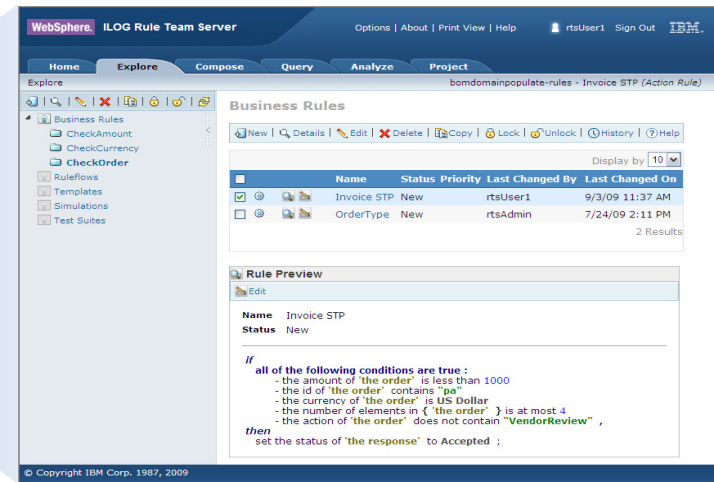 WebSphere. ILOG Rule Team Server
Options | About | Print View | Help
rtsUser1 Sign Out IBM.
Home Explore Compose Query Analyze Project
Explore
bomdomainpopulate-rules - Invoice STP (Action Rule)
Business Rules
CheckAmount
CheckCurrency
CheckOrder
Ruleflows
Templates
Simulations
Test Suites
Business Rules
New | Details | Edit | Delete | Copy | Lock | Unlock | History | Help
Display by 10
Name Status Priority Last Changed By Last Changed On
Invoice STP New rtsUser1 9/3/09 11:37 AM
OrderType New rtsAdmin 7/24/09 2:11 PM
2 Results
Rule Preview
Edit
Name Invoice STP
Status New
if
all of the following conditions are true :
- the amount of 'the order' is less than 1000
- the id of 'the order' contains "pa"
- the currency of 'the order' is US Dollar
- the number of elements in { 'the order' } is at most 4
- the action of 'the order' does not contain "VendorReview" ,
then
set the status of 'the response' to Accepted ;
© Copyright IBM Corp. 1987, 2009